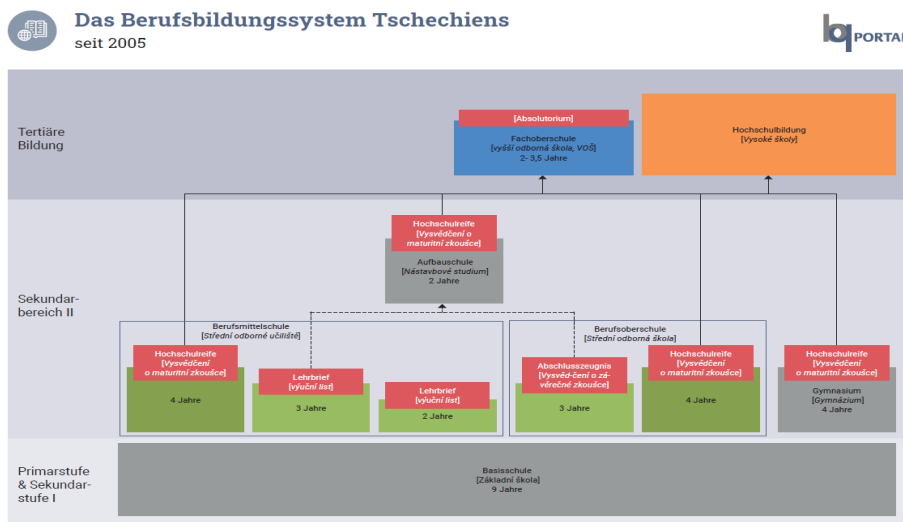 Das Berufsbildungssystem Tschechiens
seit 2005
bq PORTAL
Tertiäre
Bildung
[Absolutorium]
Fachoberschule
[vyšší odborná škola, VOŠ]
2- 3,5 Jahre
Hochschulbildung
[Vysoké školy]
Sekundar-
bereich II
Hochschulreife
[Vysvědčení o
maturitní zkoušce]
Aufbauschule
[Nástavbové studium]
2 Jahre
Berufsmittelschule
[Střední odborné učiliště]
Hochschulreife
[Vysvědčení
o maturitní zkoušce]
4 Jahre
Lehrbrief
[výuční list]
3 Jahre
Lehrbrief
[výuční list]
2 Jahre
Berufsoberschule
[Střední odborná škola]
Abschlusszeugnis
[Vysvěd-čení o zá-
věrečné zkoušce]
3 Jahre
Hochschulreife
[Vysvědčení
o maturitní zkoušce]
4 Jahre
Hochschulreife
[Vysvědčení
o maturitní zkoušce]
Gymnasium
[Gymnázium]
4 Jahre
Primarstufe
& Sekundar-
stufe I
Basisschule
[Základní škola]
9 Jahre